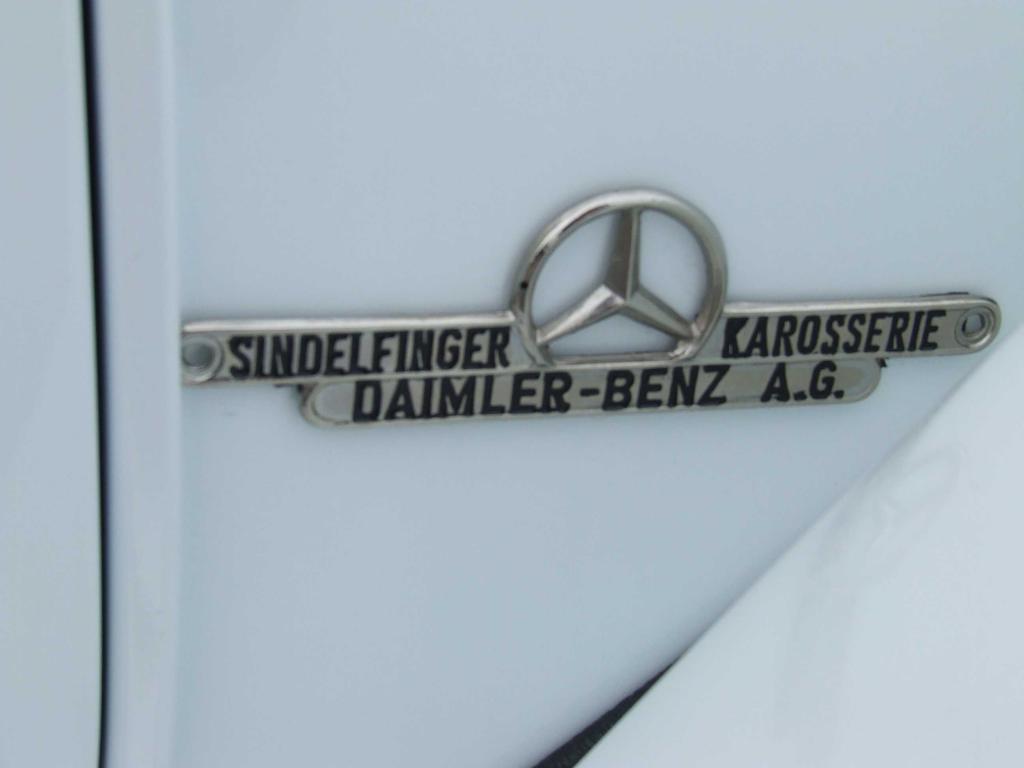 SINDELFINGER KAROSSERIE
DAIMLER-BENZ A.G.